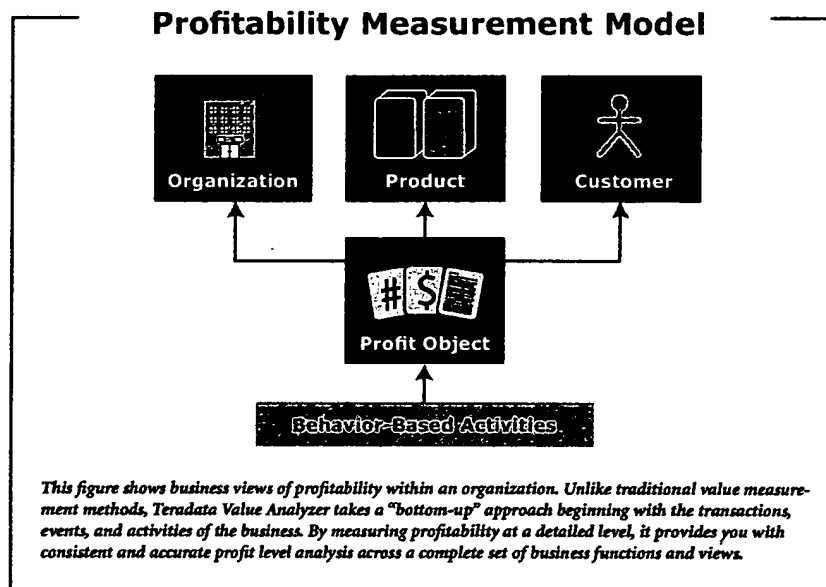 Profitability Measurement Model
Organization
Product
Customer
# $
Profit Object
Behavior-Based Activities
This figure shows business views of profitability within an organization. Unlike traditional value measure-
ment methods, Teradata Value Analyzer takes a "bottom-up" approach beginning with the transactions,
events, and activities of the business. By measuring profitability at a detailed level, it provides you with
consistent and accurate profit level analysis across a complete set of business functions and views.